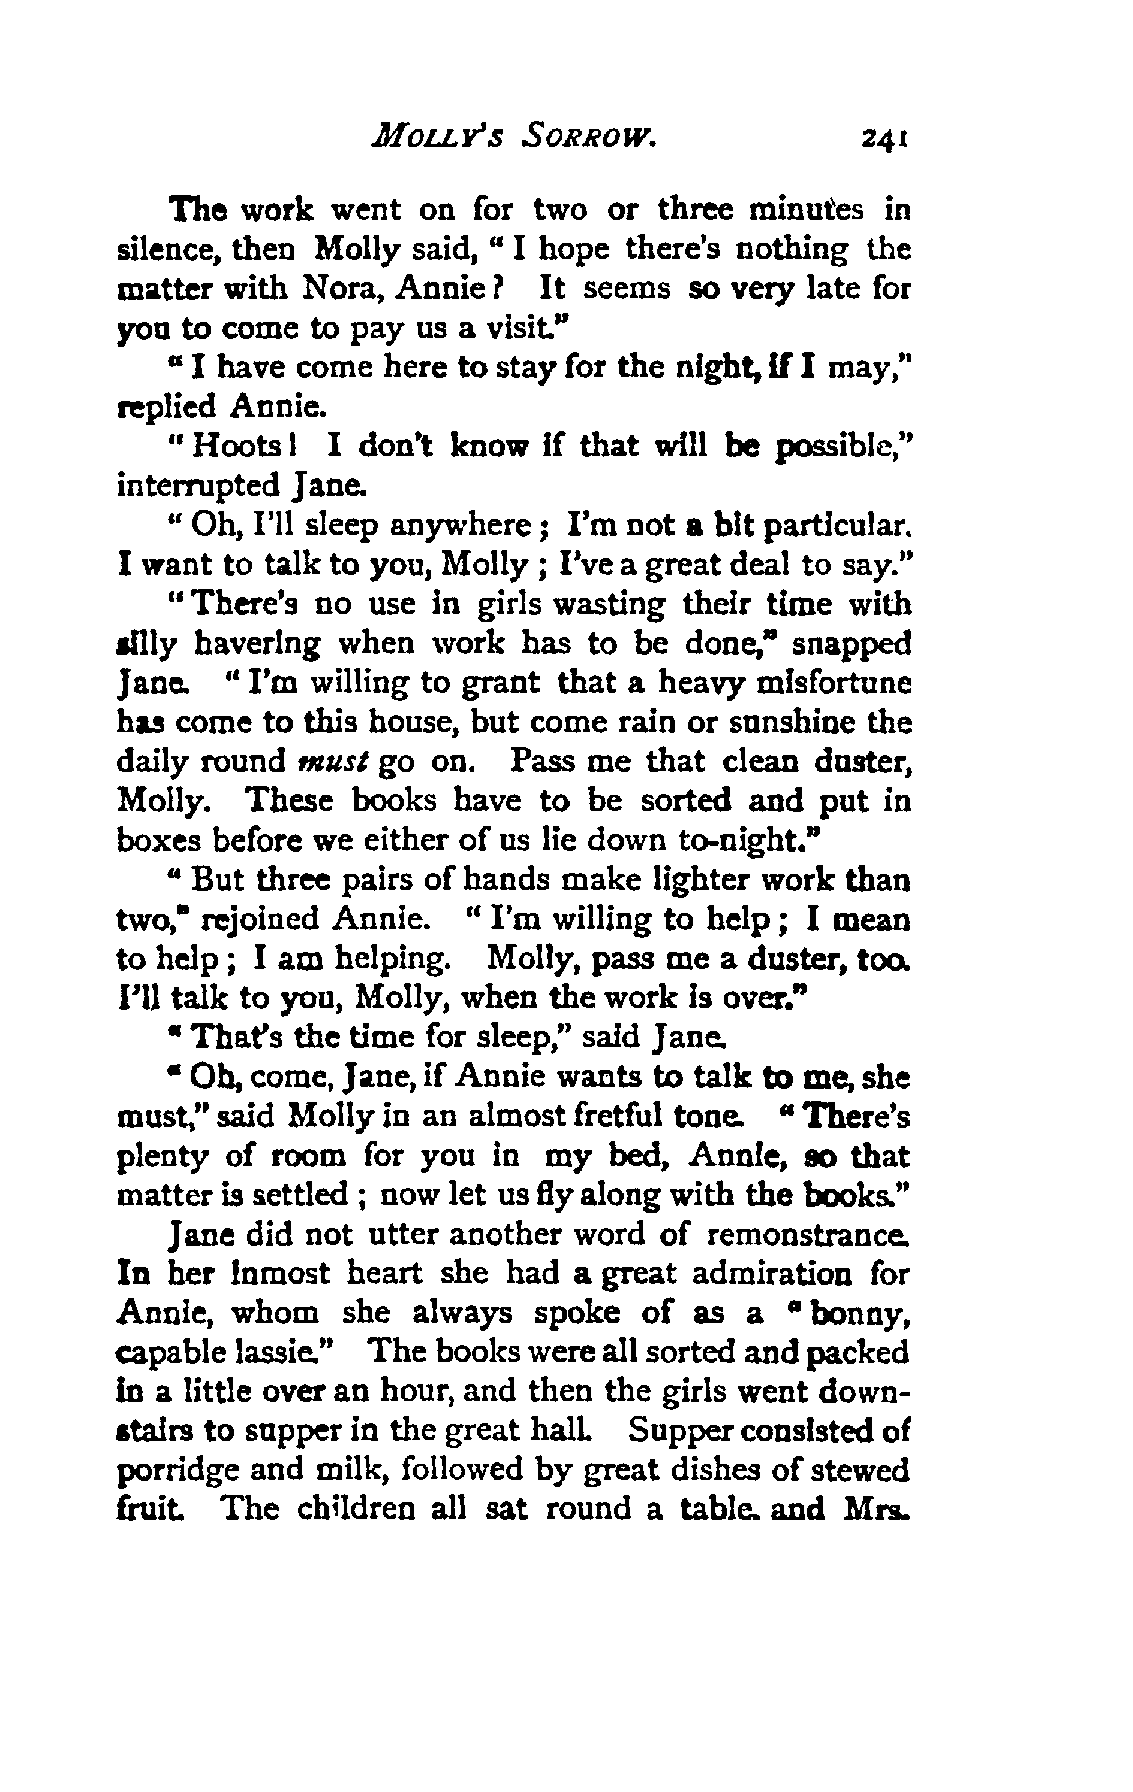 MOLLY'S SORROW. 241
The work went on for two or three minutes in
silence, then Molly said, "I hope there's nothing the
matter with Nora, Annie? It seems so very late for
you to come to pay us a visit."
"I have come here to stay for the night, if I may,"
replied Annie.
"Hoots! I don't know if that will be possible,"
interrupted Jane.
"Oh, I'll sleep anywhere; I'm not a bit particular.
I want to talk to you, Molly; I've a great deal to say."
"There's no use in girls wasting their time with
silly havering when work has to be done," snapped
Jane. "I'm willing to grant that a heavy misfortune
has come to this house, but come rain or sunshine the
daily round must go on. Pass me that clean duster,
Molly. These books have to be sorted and put in
boxes before we either of us lie down to-night."
"But three pairs of hands make lighter work than
two," rejoined Annie. "I'm willing to help; I mean
to help; I am helping. Molly, pass me a duster, too.
I'll talk to you, Molly, when the work is over."
"That's the time for sleep," said Jane.
"Oh, come, Jane, if Annie wants to talk to me, she
must," said Molly in an almost fretful tone. "There's
plenty of room for you in my bed, Annie, so that
matter is settled; now let us fly along with the books."
Jane did not utter another word of remonstrance.
In her inmost heart she had a great admiration for
Annie, whom she always spoke of as a "bonny,
capable lassie." The books were all sorted and packed
in a little over an hour, and then the girls went down-
stairs to supper in the great hall. Supper consisted of
porridge and milk, followed by great dishes of stewed
fruit. The children all sat round a table, and Mrs.